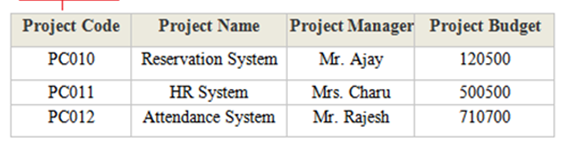 Project Code Project Name Project Manager Project Budget
PC010 Reservation System Mr. Ajay 120500
PC011 HR System Mrs. Charu 500500
PC012 Attendance System Mr. Rajesh 710700